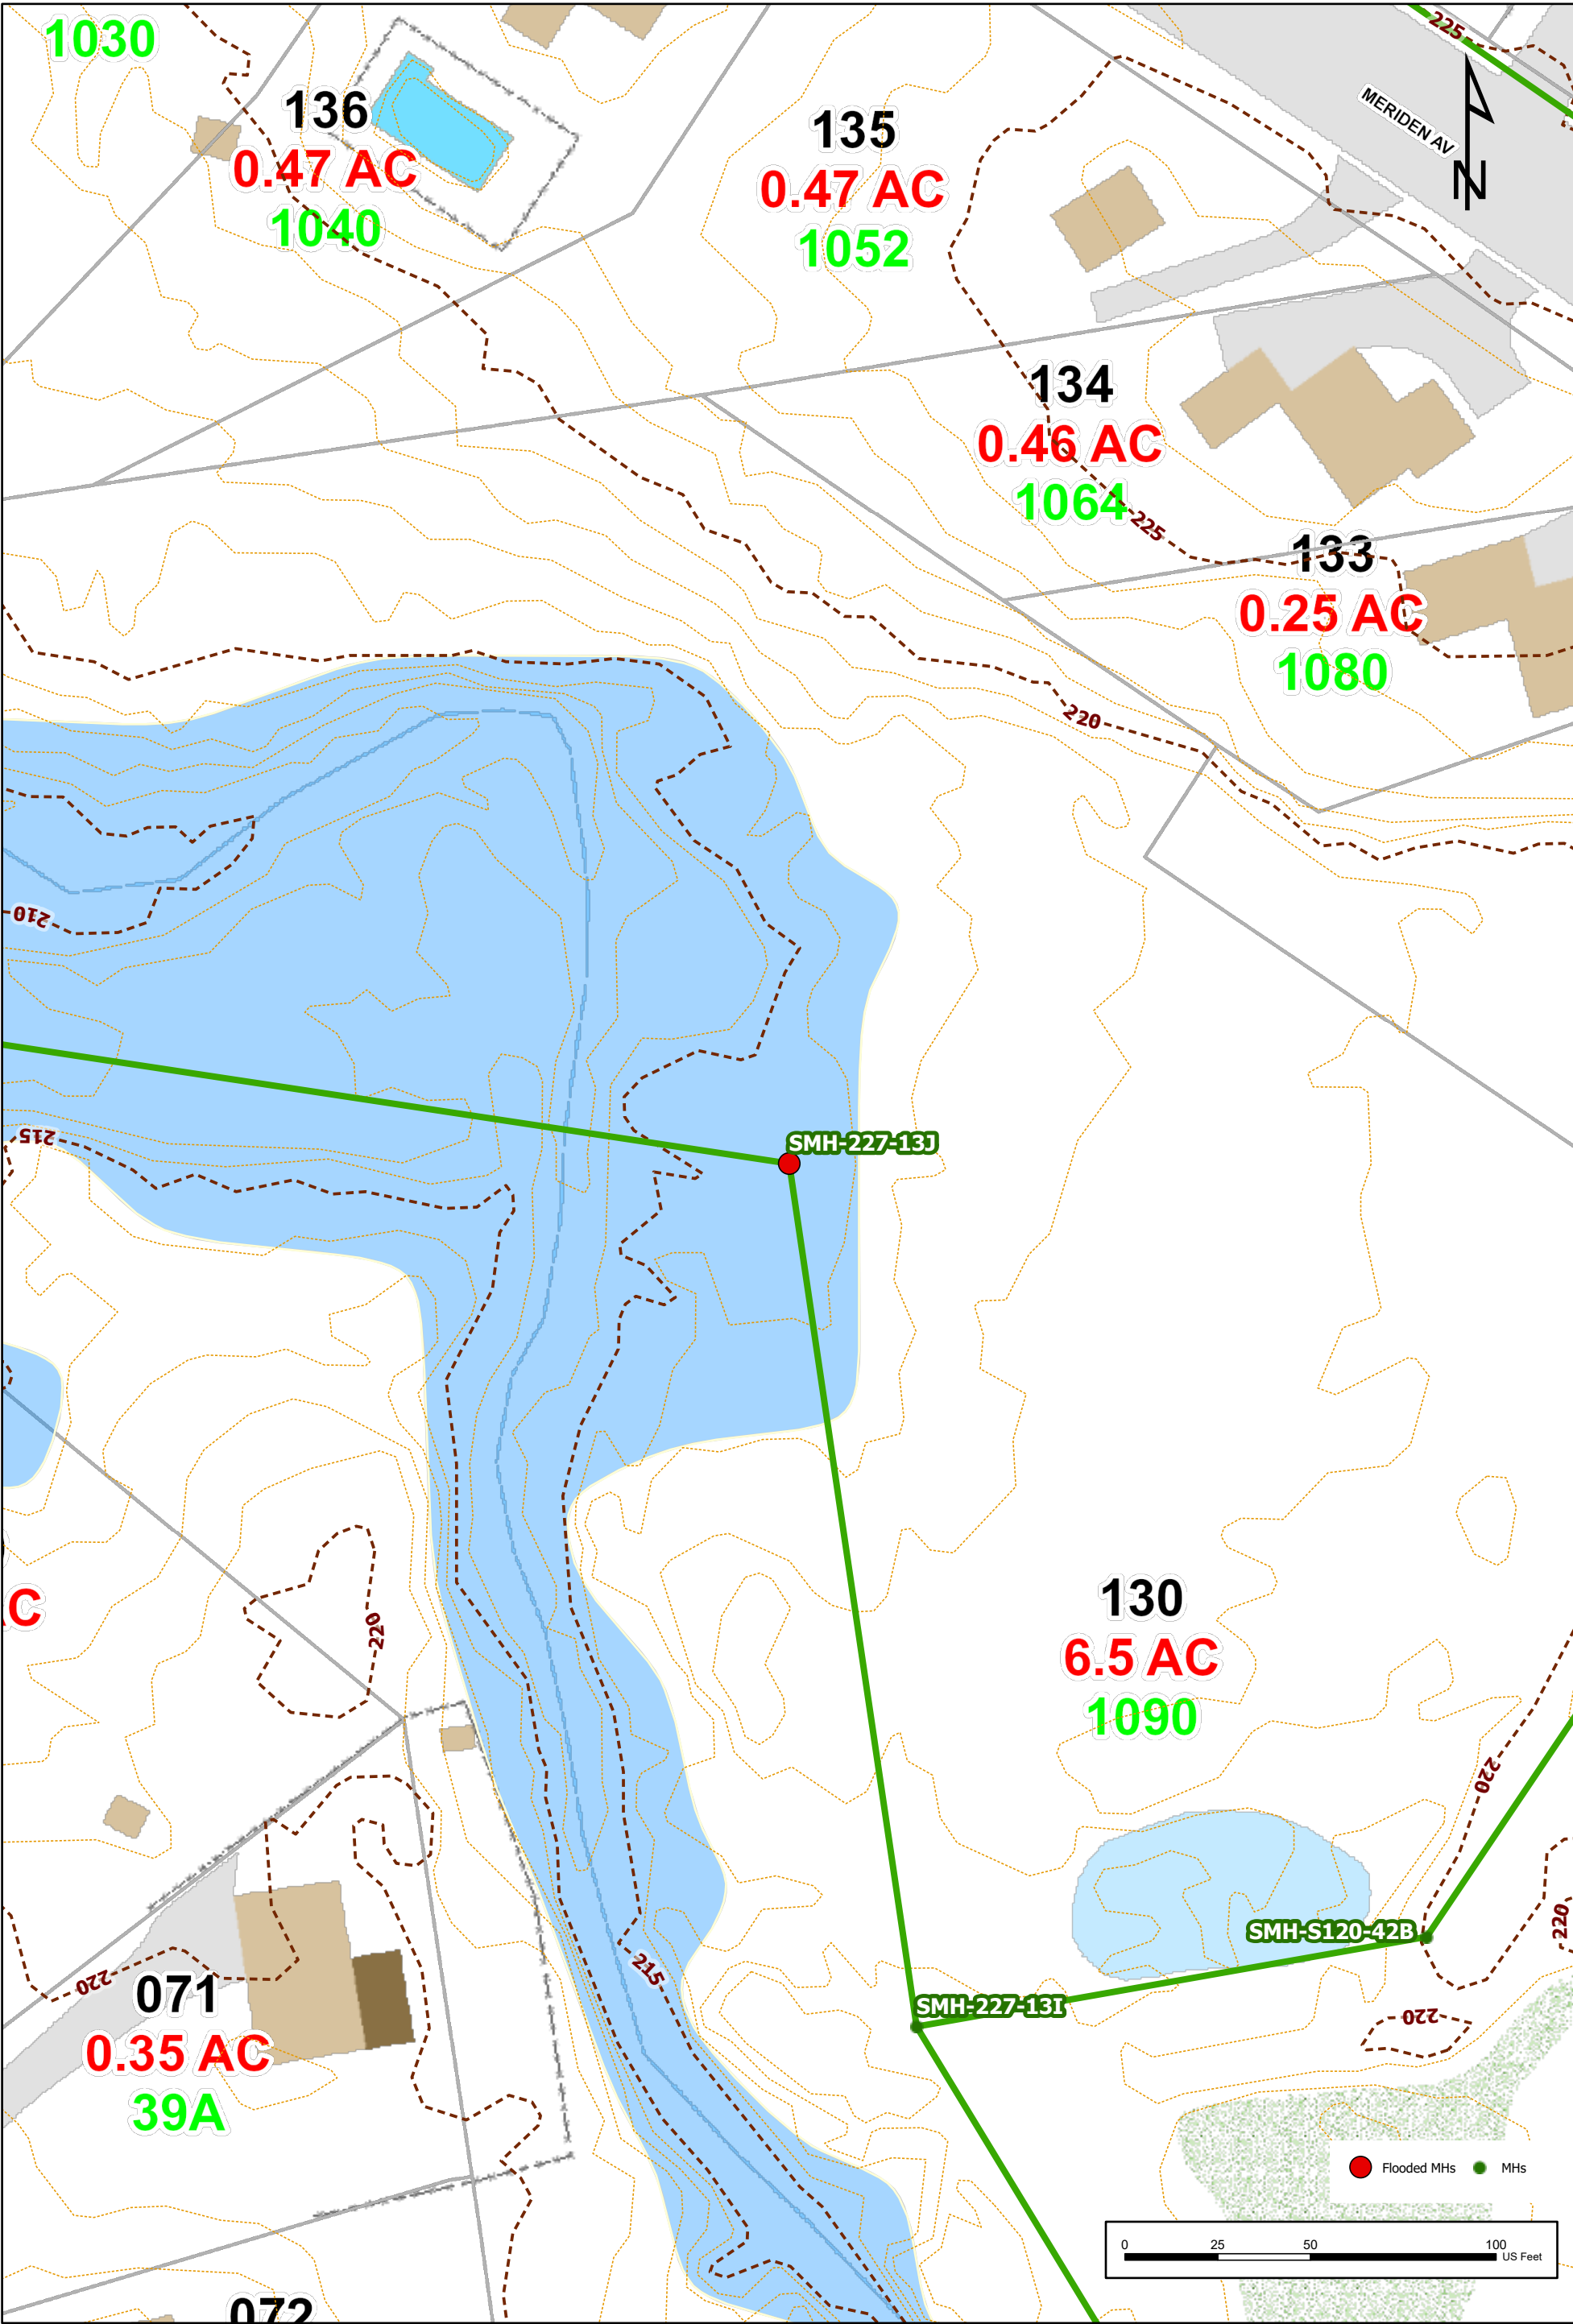 1030
225
136
0.47 AC
1040
135
0.47 AC
1052
MERIDEN AV
N
134
0.46 AC
1064
225
133
0.25 AC
1080
220
210
215
SMH-227-13J
220
130
6.5 AC
1090
220
SMH-S120-42B
220
220
071
0.35 AC
39A
215
SMH-227-13I
220
Flooded MHs
MHs
0 25 50 100
US Feet
072